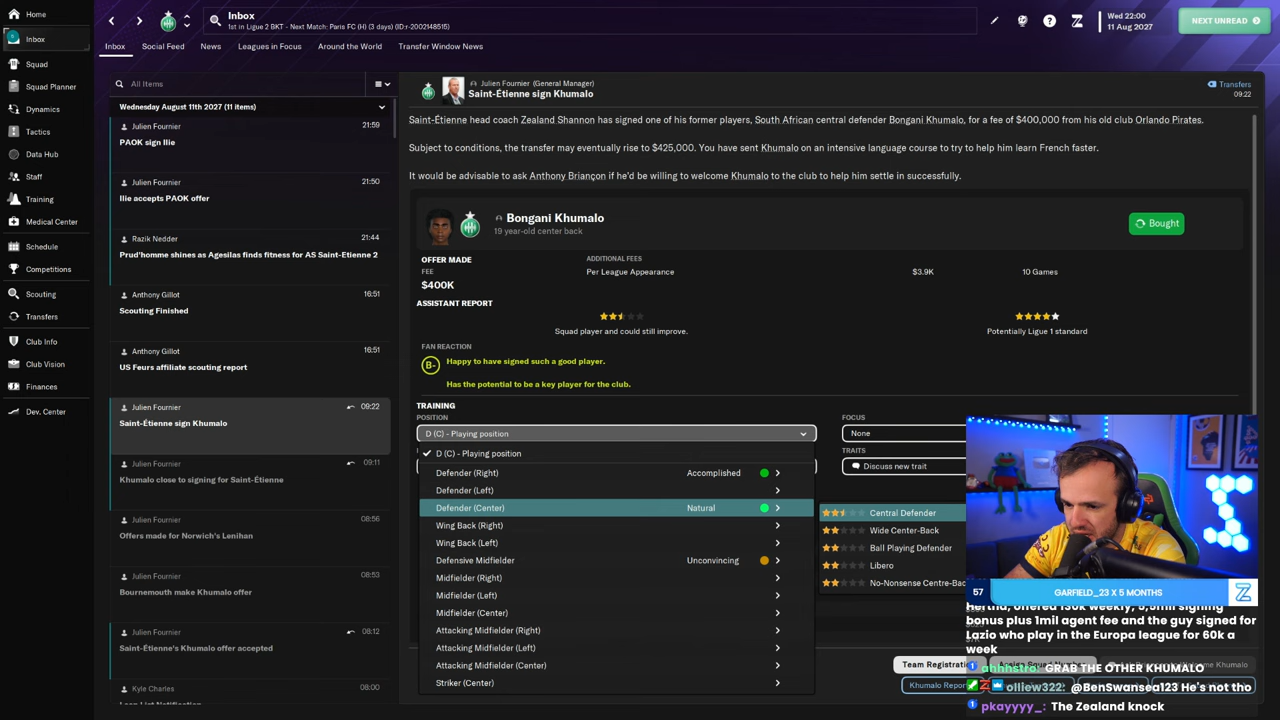 Home
Inbox
Squad
Squad Planner
Dynamics
Tactics
Data Hub
Staff
Training
Medical Center
Schedule
Competitions
Scouting
Transfers
Club Info
Club Vision
Finances
Dev. Center
Inbox
1st in Ligue 2 BKT - Next Match: Paris FC (H) (3 days) (ID:r-2002148515)
Wed 22:00
11 Aug 2027
NEXT UNREAD
Inbox
Social Feed
News
Leagues in Focus
Around the World
Transfer Window News
All Items
Wednesday August 11th 2027 (11 items)
Julien Fournier 21:59
PAOK sign Ilie
Julien Fournier 21:50
Ilie accepts PAOK offer
Razik Nedder 21:44
Prud'homme shines as Agesilas finds fitness for AS Saint-Etienne 2
Anthony Gillot 16:51
Scouting Finished
Anthony Gillot 16:51
US Feurs affiliate scouting report
Julien Fournier 09:22
Saint-Étienne sign Khumalo
Julien Fournier 09:11
Khumalo close to signing for Saint-Étienne
Julien Fournier 08:56
Offers made for Norwich's Lenihan
Julien Fournier 08:53
Bournemouth make Khumalo offer
Julien Fournier 08:12
Saint-Étienne's Khumalo offer accepted
Kyle Charles 08:00
Julien Fournier (General Manager)
Saint-Étienne sign Khumalo
Transfers
09:22
Saint-Étienne head coach Zealand Shannon has signed one of his former players, South African central defender Bongani Khumalo, for a fee of $400,000 from his old club Orlando Pirates.
Subject to conditions, the transfer may eventually rise to $425,000. You have sent Khumalo on an intensive language course to try to help him learn French faster.
It would be advisable to ask Anthony Briançon if he'd be willing to welcome Khumalo to the club to help him settle in successfully.
Bongani Khumalo
19 year-old center back
Bought
OFFER MADE
FEE
$400K
ADDITIONAL FEES
Per League Appearance $3.9K 10 Games
ASSISTANT REPORT
Squad player and could still improve.
Potentially Ligue 1 standard
FAN REACTION
B-
Happy to have signed such a good player.
Has the potential to be a key player for the club.
TRAINING
POSITION
D (C) - Playing position
FOCUS
None
TRAITS
Discuss new trait
D (C) - Playing position
Defender (Right) Accomplished
Defender (Left)
Defender (Center) Natural
Wing Back (Right)
Wing Back (Left)
Defensive Midfielder Unconvincing
Midfielder (Right)
Midfielder (Left)
Midfielder (Center)
Attacking Midfielder (Right)
Attacking Midfielder (Left)
Attacking Midfielder (Center)
Striker (Center)
Central Defender
Wide Center-Back
Ball Playing Defender
Libero
No-Nonsense Centre-Bac
Team Registrati
Khumalo Repor
57
GARFIELD_23 X 5 MONTHS
Hertha, offered 130k weekly, 5,5mil signing
bonus plus 1mil agent fee and the guy signed for
Lazio who play in the Europa league for 60k a
week
ahhnstro: GRAB THE OTHER KHUMALO
olliew322: @BenSwansea123 He's not tho
pkayyyy_: The Zealand knock